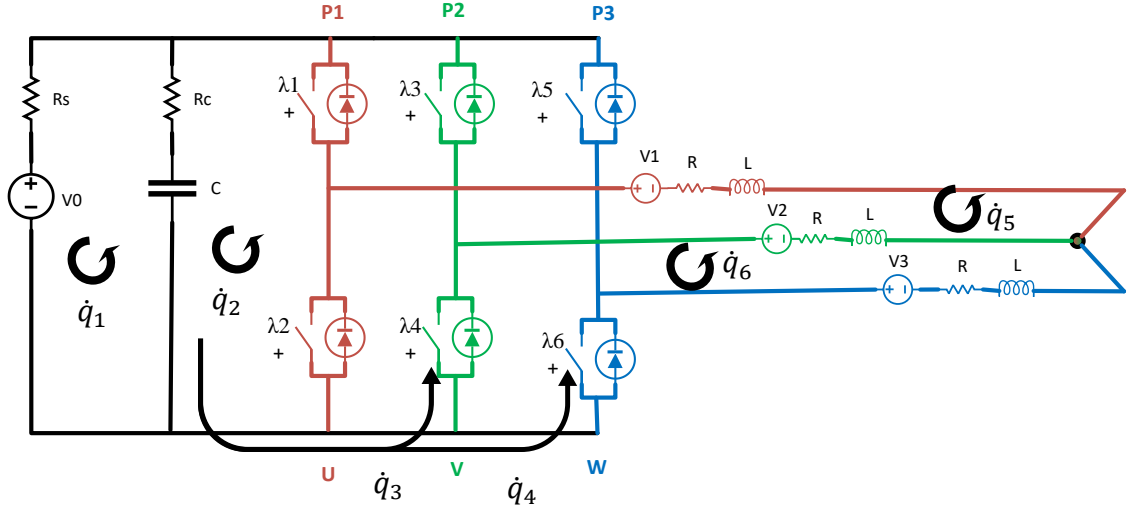 P1 P2 P3
Rs Rc λ1 + λ3 + λ5 +
V0 C V1 R L
V2 R L q̇5
q̇1 q̇2 q̇6 V3 R L
λ2 + λ4 + λ6 +
U V W
q̇3 q̇4